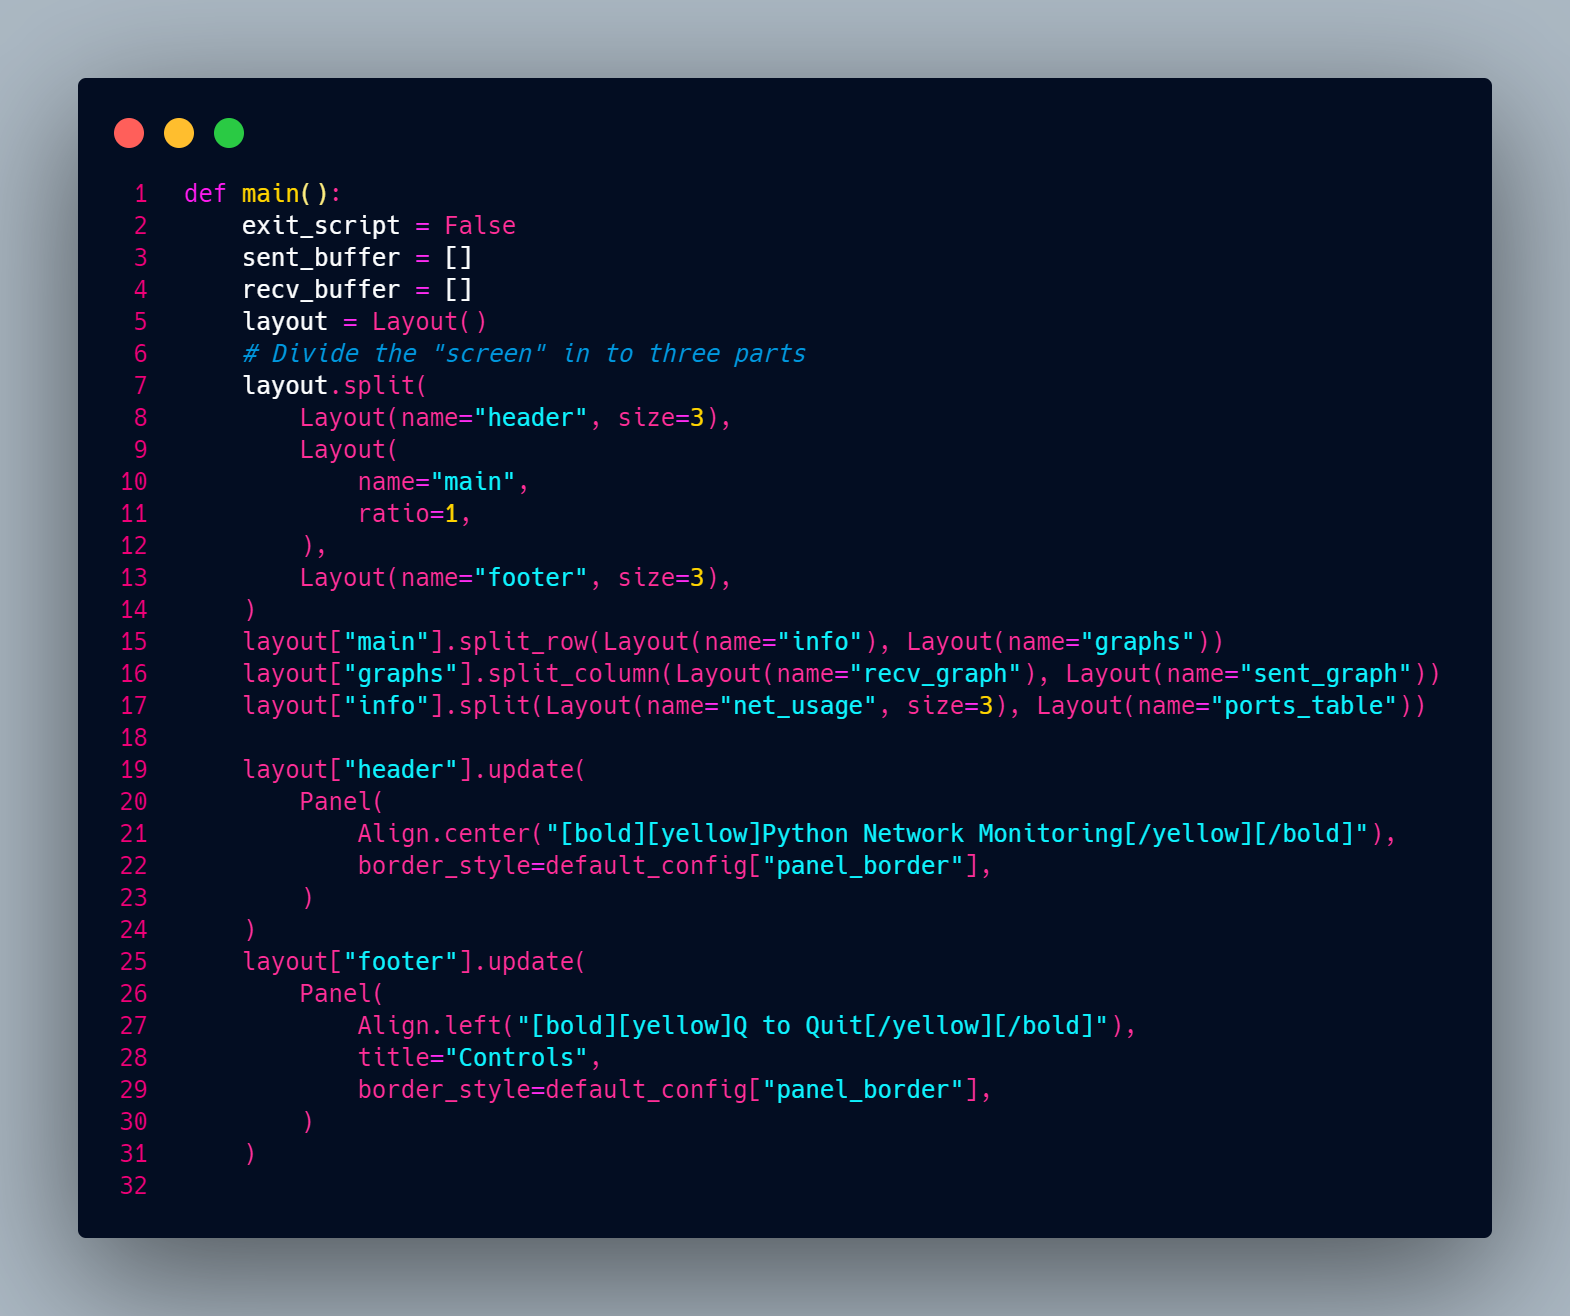 1 def main():
2     exit_script = False
3     sent_buffer = []
4     recv_buffer = []
5     layout = Layout()
6     # Divide the "screen" in to three parts
7     layout.split(
8         Layout(name="header", size=3),
9         Layout(
10             name="main",
11             ratio=1,
12         ),
13         Layout(name="footer", size=3),
14     )
15     layout["main"].split_row(Layout(name="info"), Layout(name="graphs"))
16     layout["graphs"].split_column(Layout(name="recv_graph"), Layout(name="sent_graph"))
17     layout["info"].split(Layout(name="net_usage", size=3), Layout(name="ports_table"))
18
19     layout["header"].update(
20         Panel(
21             Align.center("[bold][yellow]Python Network Monitoring[/yellow][/bold]"),
22             border_style=default_config["panel_border"],
23         )
24     )
25     layout["footer"].update(
26         Panel(
27             Align.left("[bold][yellow]Q to Quit[/yellow][/bold]"),
28             title="Controls",
29             border_style=default_config["panel_border"],
30         )
31     )
32